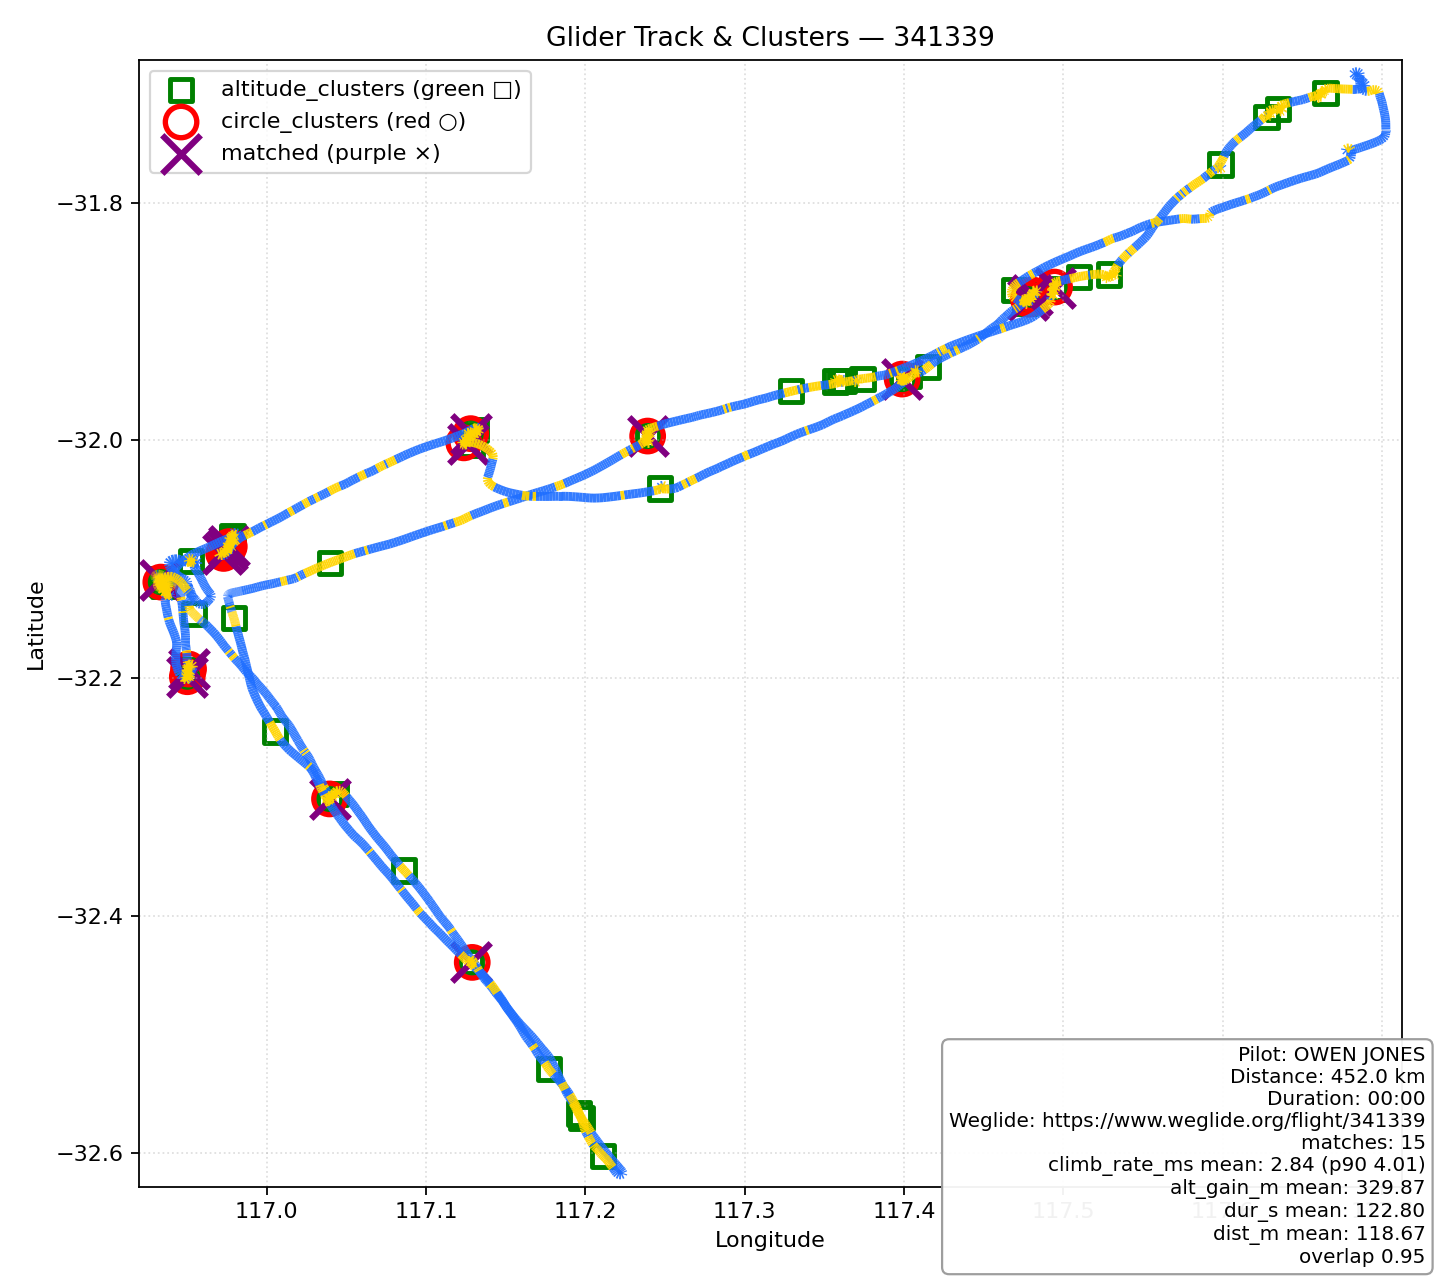 Glider Track & Clusters — 341339
altitude_clusters (green □)
circle_clusters (red ○)
matched (purple ×)
Latitude
−31.8
−32.0
−32.2
−32.4
−32.6
117.0
117.1
117.2
117.3
117.4
117.5
Longitude
Pilot: OWEN JONES
Distance: 452.0 km
Duration: 00:00
Weglide: https://www.weglide.org/flight/341339
matches: 15
climb_rate_ms mean: 2.84 (p90 4.01)
alt_gain_m mean: 329.87
dur_s mean: 122.80
dist_m mean: 118.67
overlap 0.95